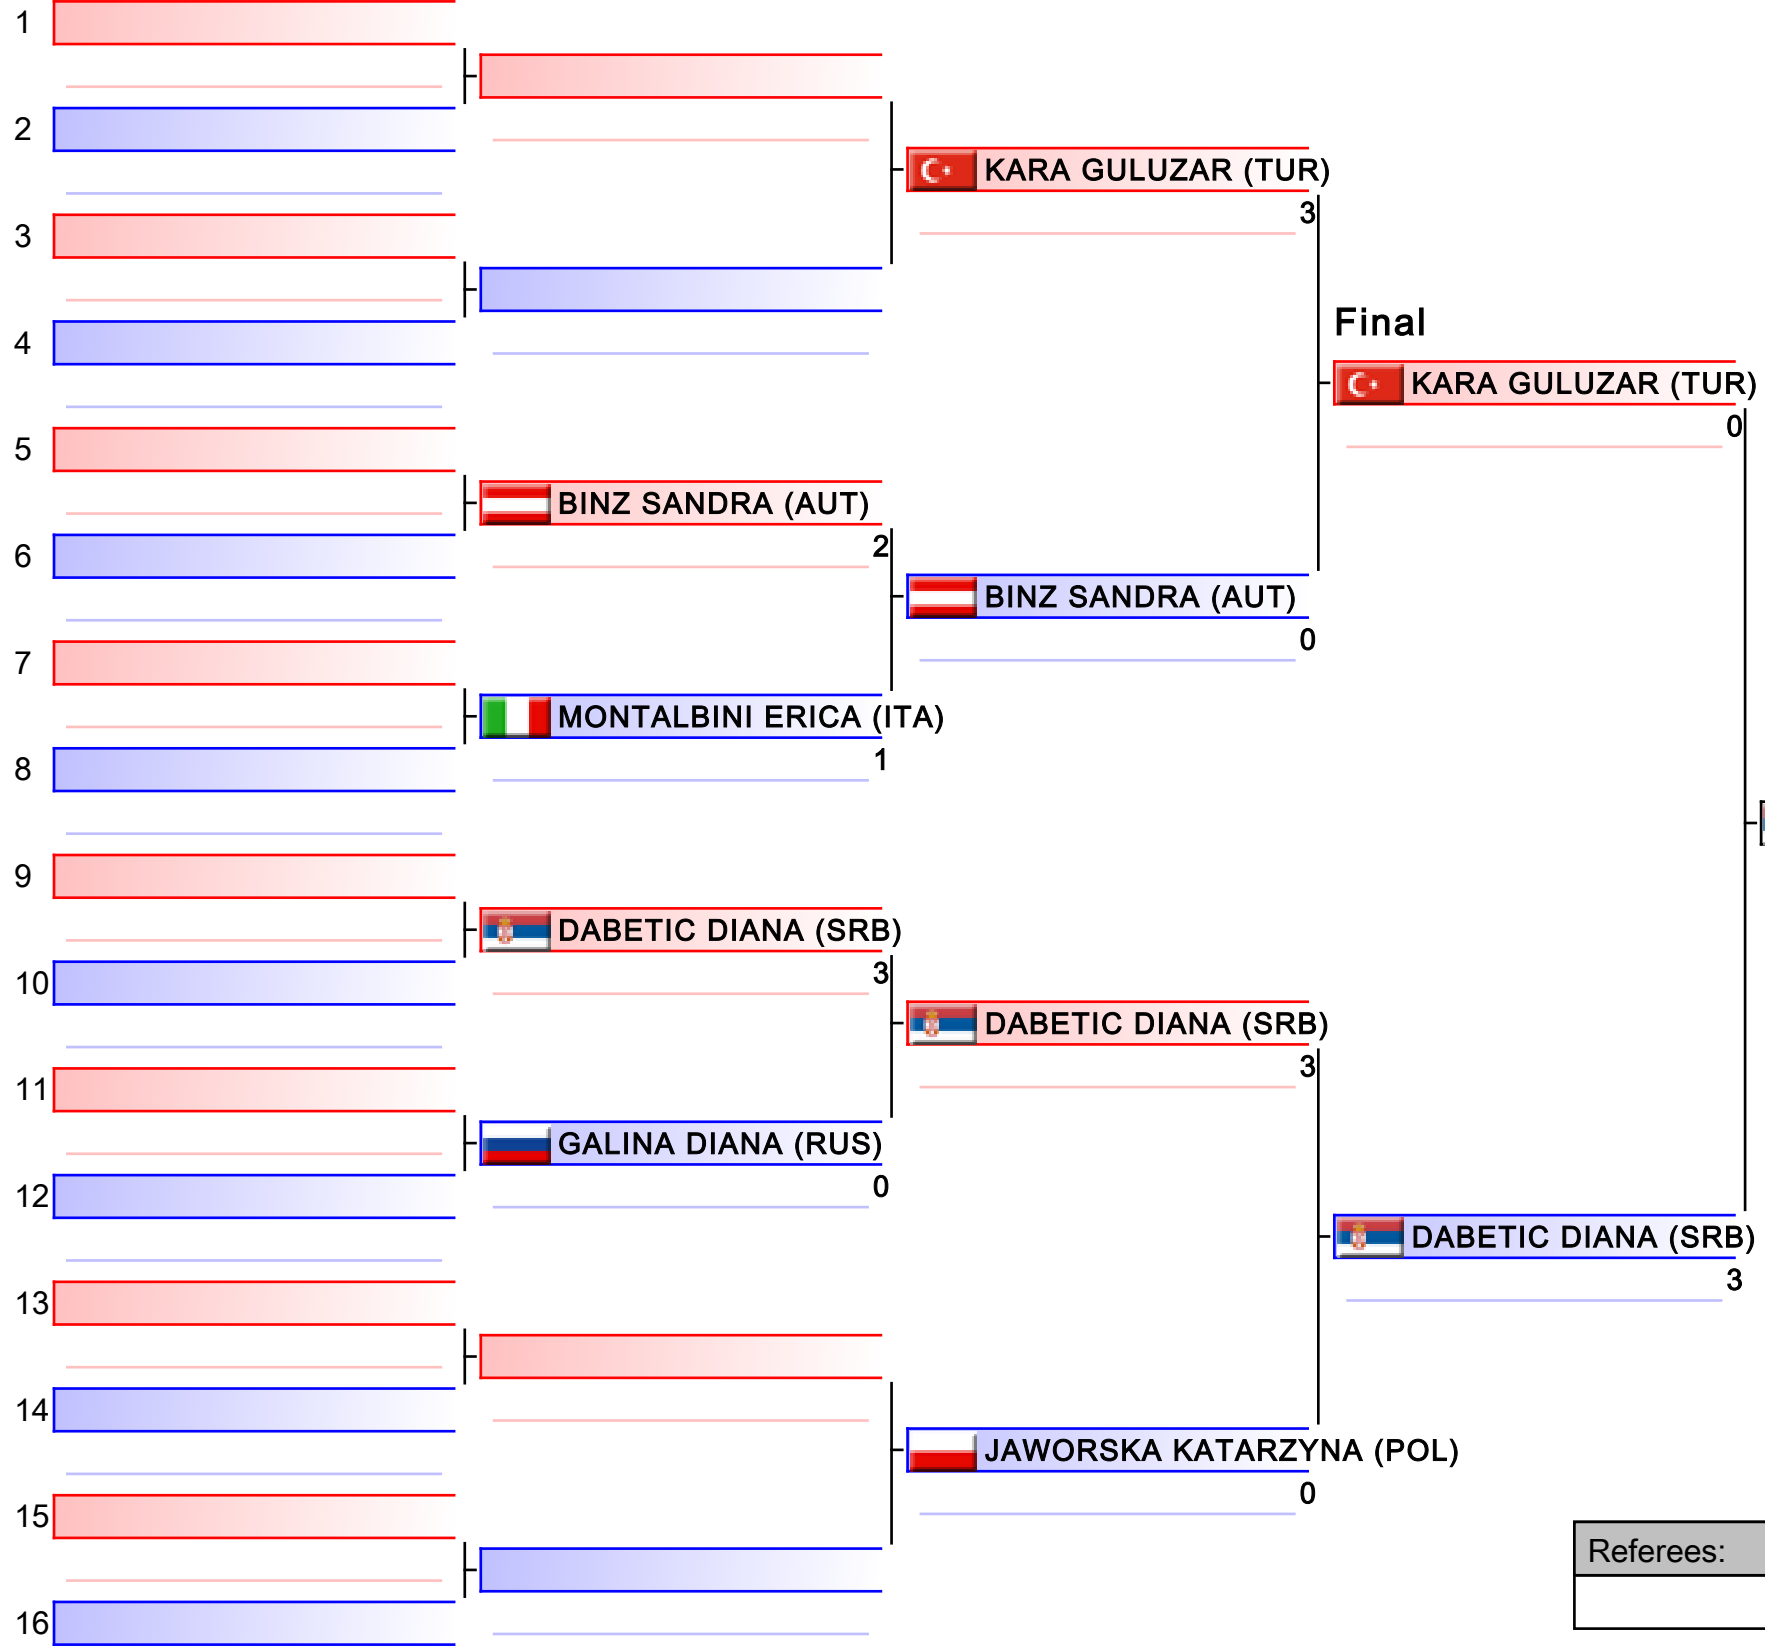 1
2
KARA GULUZAR (TUR)
3
3
4
Final
KARA GULUZAR (TUR)
0
5
BINZ SANDRA (AUT)
2
6
BINZ SANDRA (AUT)
0
7
MONTALBINI ERICA (ITA)
1
8
9
DABETIC DIANA (SRB)
3
10
DABETIC DIANA (SRB)
3
11
GALINA DIANA (RUS)
0
12
DABETIC DIANA (SRB)
3
13
14
JAWORSKA KATARZYNA (POL)
0
15
Referees:
16